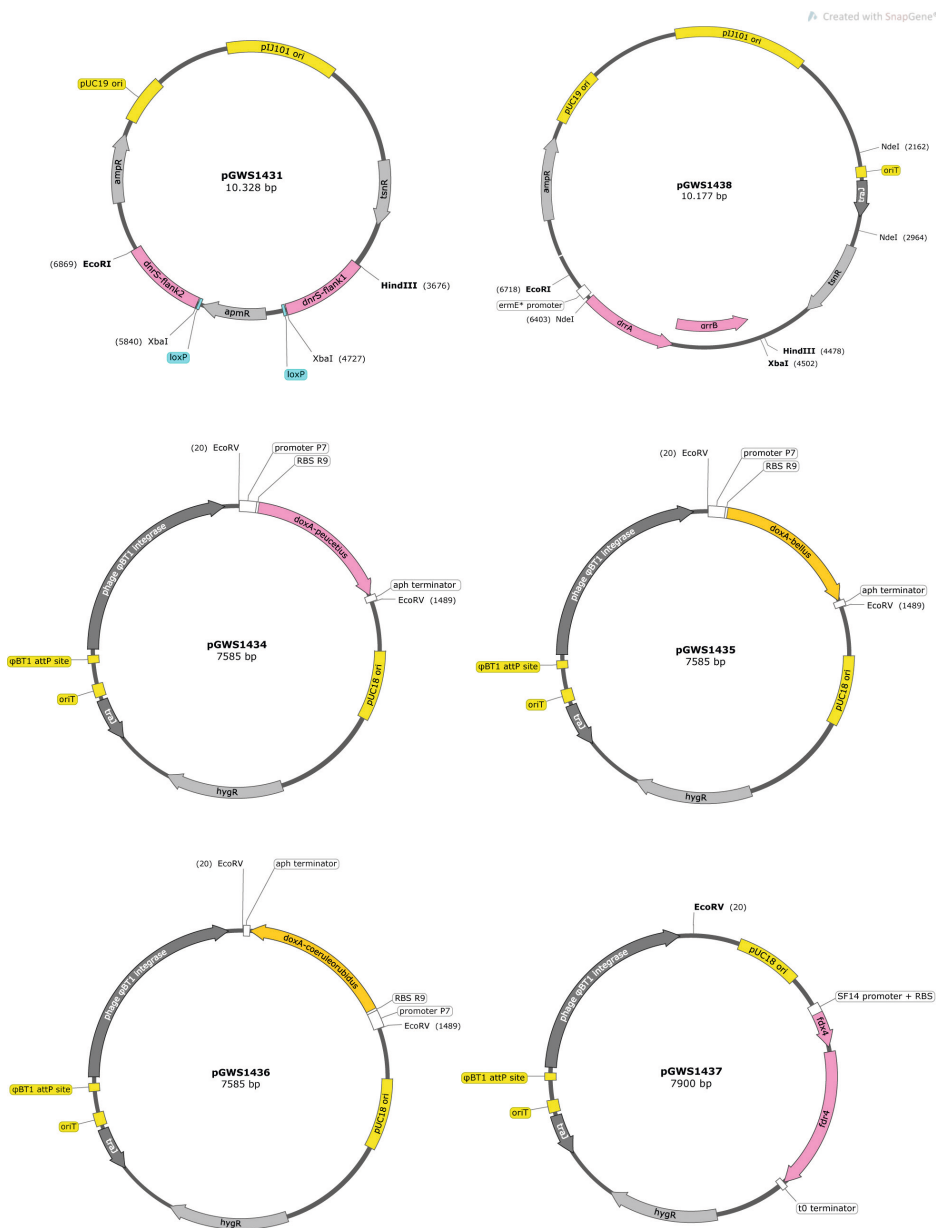 Created with SnapGene®
pIJ101 ori
pUC19 ori
ampR
tsnR
pGWS1431
10.328 bp
(6869) EcoRI
HindIII (3676)
dnrS-flank2
dnrS-flank1
apmR
(5840) XbaI
XbaI (4727)
loxP
loxP
pIJ101 ori
pUC19 ori
NdeI (2162)
oriT
traJ
ampR
pGWS1438
10.177 bp
NdeI (2964)
tsnR
(6718) EcoRI
ermE* promoter
(6403) NdeI
drrA
drrB
HindIII (4478)
XbaI (4502)
(20) EcoRV
promoter P7
RBS R9
doxA-peucetius
phage φBT1 integrase
aph terminator
EcoRV (1489)
pGWS1434
7585 bp
φBT1 attP site
oriT
traJ
pUC18 ori
hygR
(20) EcoRV
promoter P7
RBS R9
doxA-bellus
phage φBT1 integrase
aph terminator
EcoRV (1489)
pGWS1435
7585 bp
φBT1 attP site
oriT
traJ
pUC18 ori
hygR
(20) EcoRV
aph terminator
doxA-coeruleorubidus
phage φBT1 integrase
RBS R9
promoter P7
EcoRV (1489)
pGWS1436
7585 bp
φBT1 attP site
oriT
traJ
pUC18 ori
hygR
EcoRV (20)
pUC18 ori
phage φBT1 integrase
SF14 promoter + RBS
fdx4
pGWS1437
7900 bp
φBT1 attP site
oriT
traJ
fdr4
hygR
t0 terminator